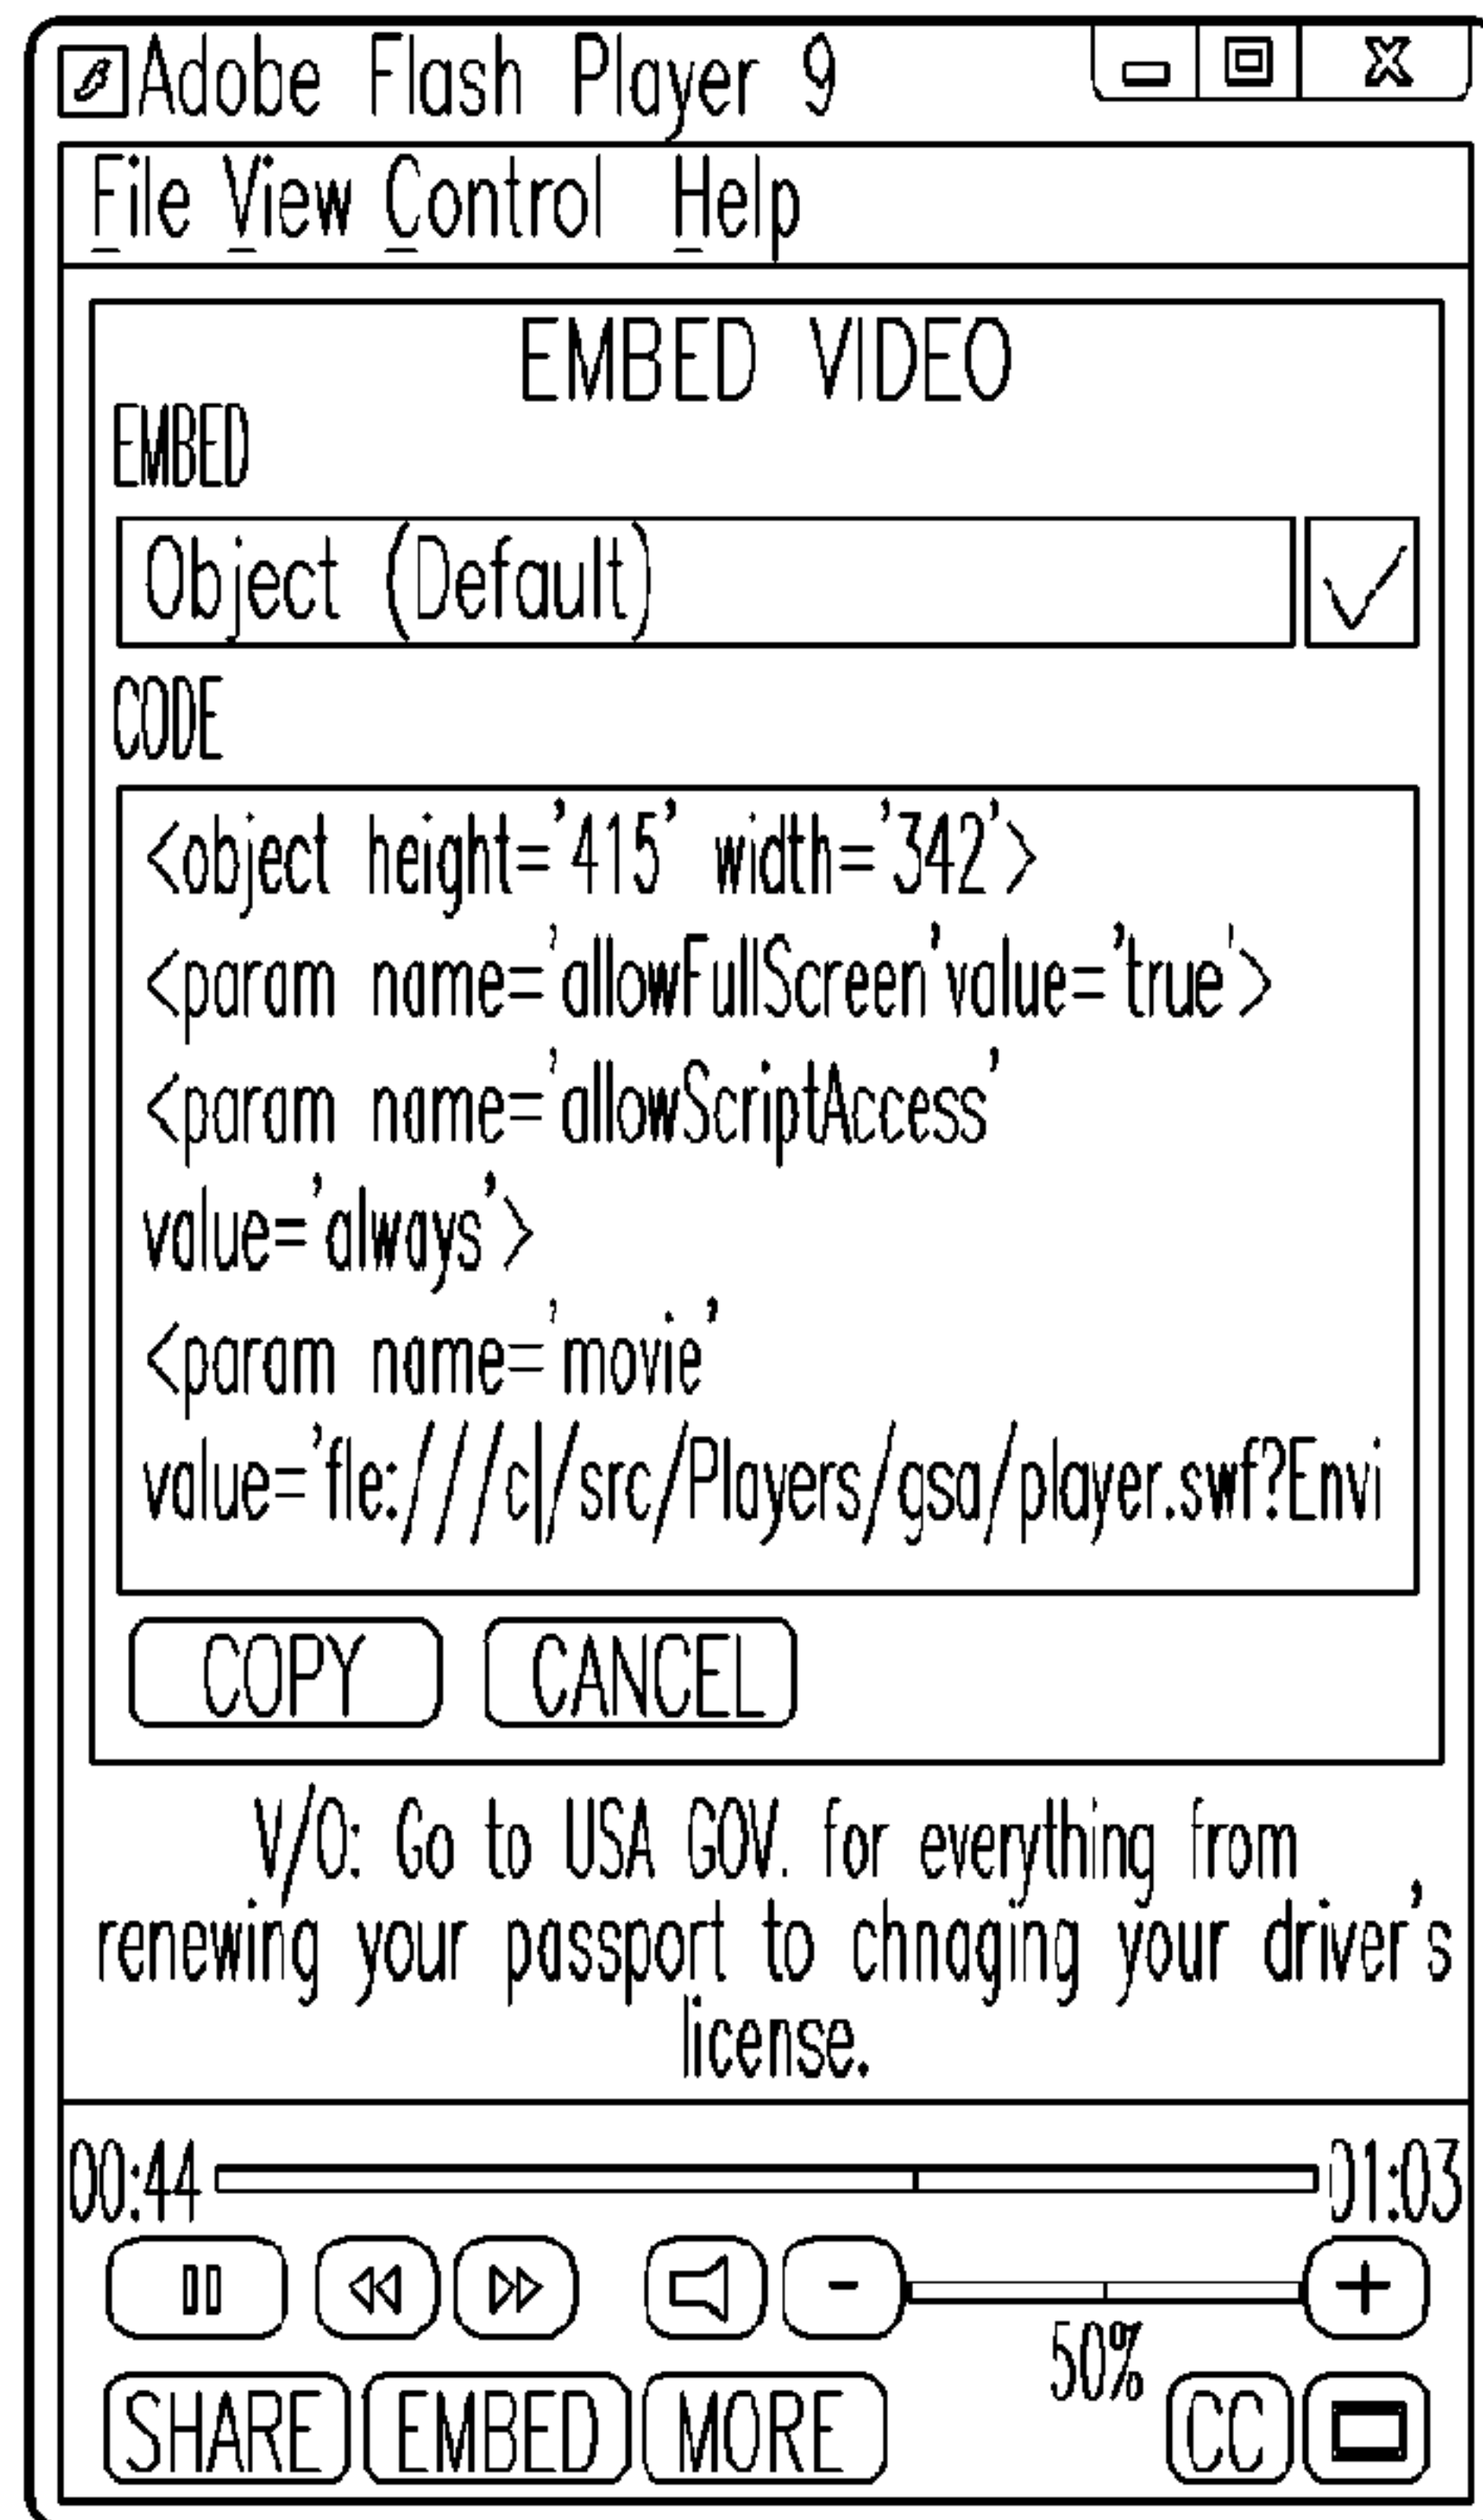 Adobe Flash Player 9
File View Control Help
EMBED VIDEO
EMBED
Object (Default)
CODE
<object height='415' width='342'>
<param name='allowFullScreen'value='true'>
<param name='allowScriptAccess'
value='always'>
<param name='movie'
value='fle:///c|/src/Players/gsa/player.swf?Envi
COPY CANCEL
V/O: Go to USA GOV. for everything from
renewing your passport to chnaging your driver's
license.
00:44 01:03
- +
50%
SHARE EMBED MORE CC